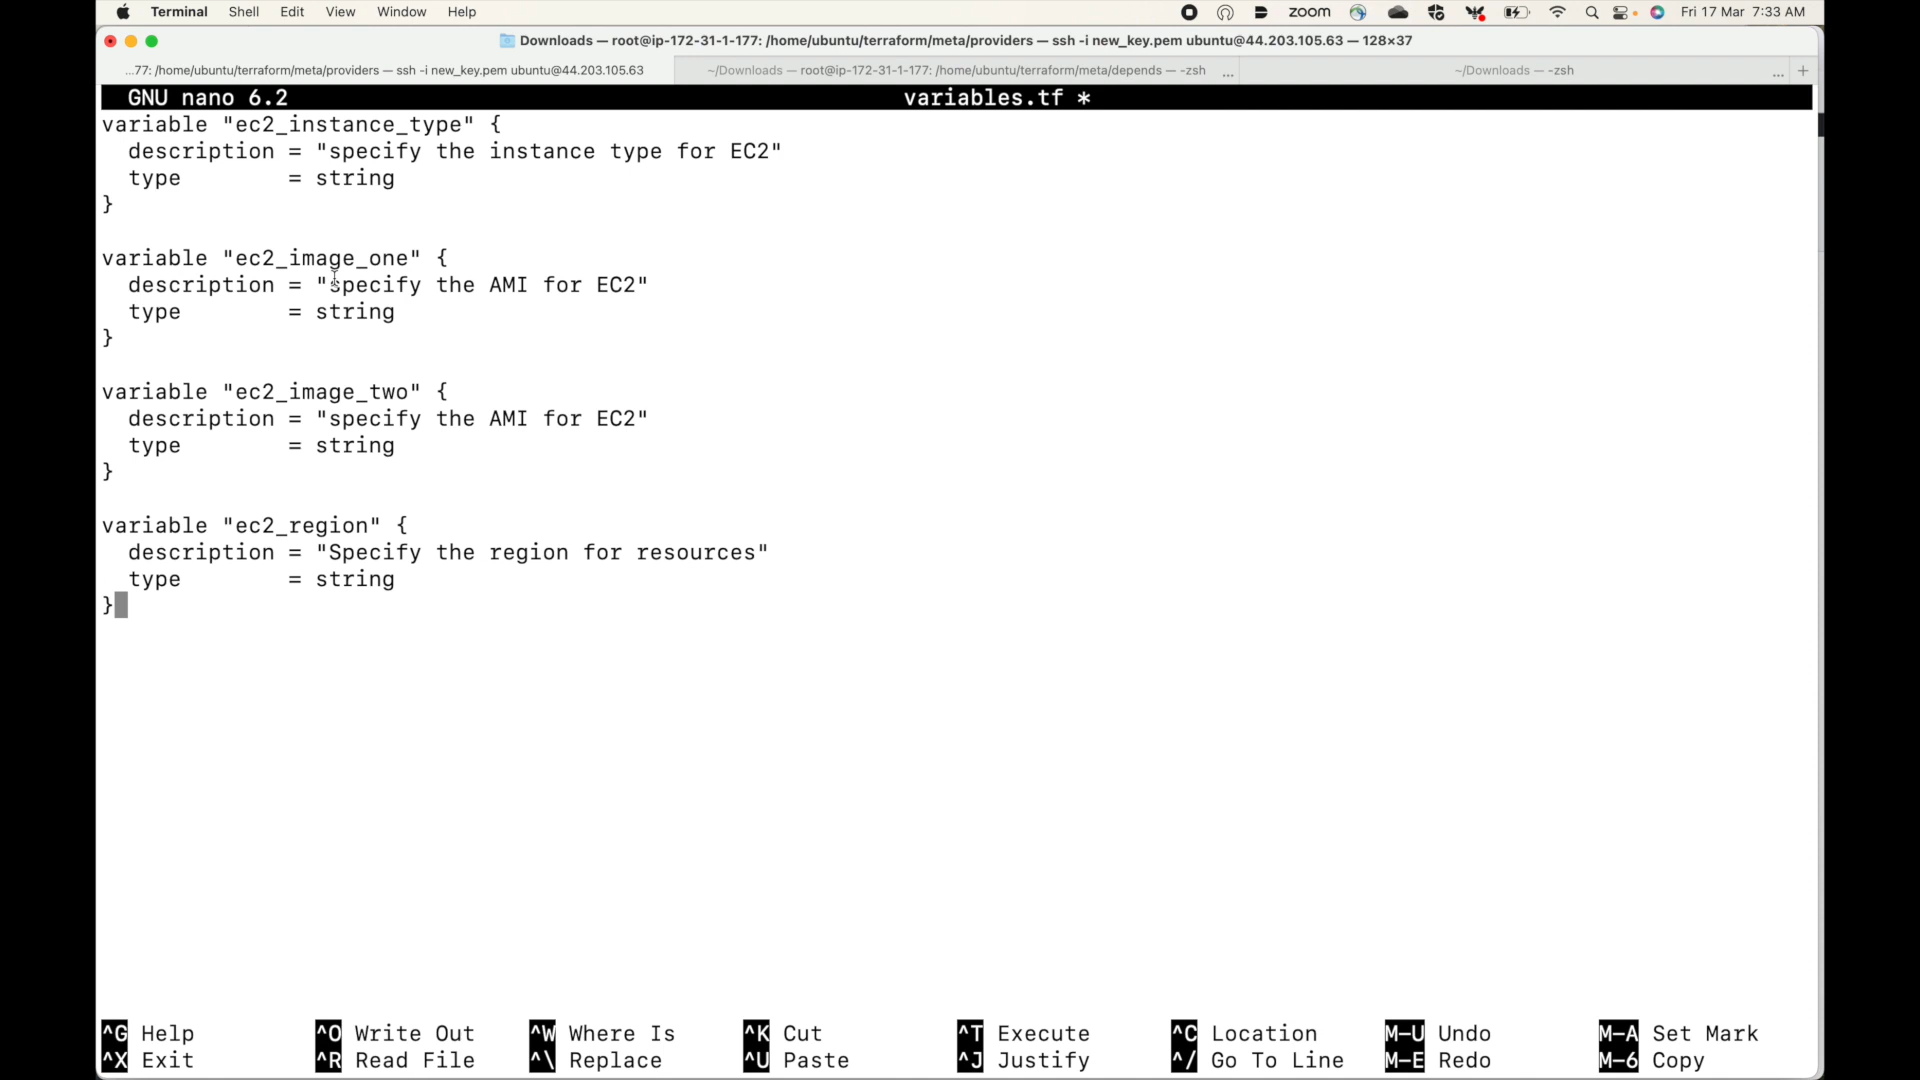 Terminal Shell Edit View Window Help zoom Fri 17 Mar 7:33 AM
Downloads — root@ip-172-31-1-177: /home/ubuntu/terraform/meta/providers — ssh -i new_key.pem ubuntu@44.203.105.63 — 128×37
...77: /home/ubuntu/terraform/meta/providers — ssh -i new_key.pem ubuntu@44.203.105.63 ~/Downloads — root@ip-172-31-1-177: /home/ubuntu/terraform/meta/depends — -zsh ... ~/Downloads — -zsh ... +
GNU nano 6.2 variables.tf *
variable "ec2_instance_type" {
  description = "specify the instance type for EC2"
  type        = string
}
variable "ec2_image_one" {
  description = "specify the AMI for EC2"
  type        = string
}
variable "ec2_image_two" {
  description = "specify the AMI for EC2"
  type        = string
}
variable "ec2_region" {
  description = "Specify the region for resources"
  type        = string
}
^G Help ^O Write Out ^W Where Is ^K Cut ^T Execute ^C Location M-U Undo M-A Set Mark
^X Exit ^R Read File ^\ Replace ^U Paste ^J Justify ^/ Go To Line M-E Redo M-6 Copy